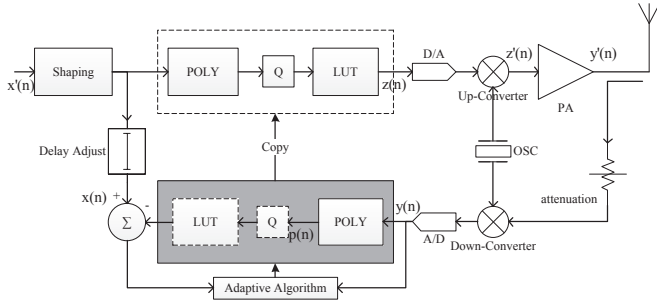 x'(n)
Shaping
POLY
Q
LUT
z(n)
D/A
z'(n)
Up-Converter
PA
y'(n)
Delay Adjust
Copy
OSC
attenuation
x(n)
+
-
Σ
LUT
Q
p(n)
POLY
y(n)
A/D
Down-Converter
Adaptive Algorithm